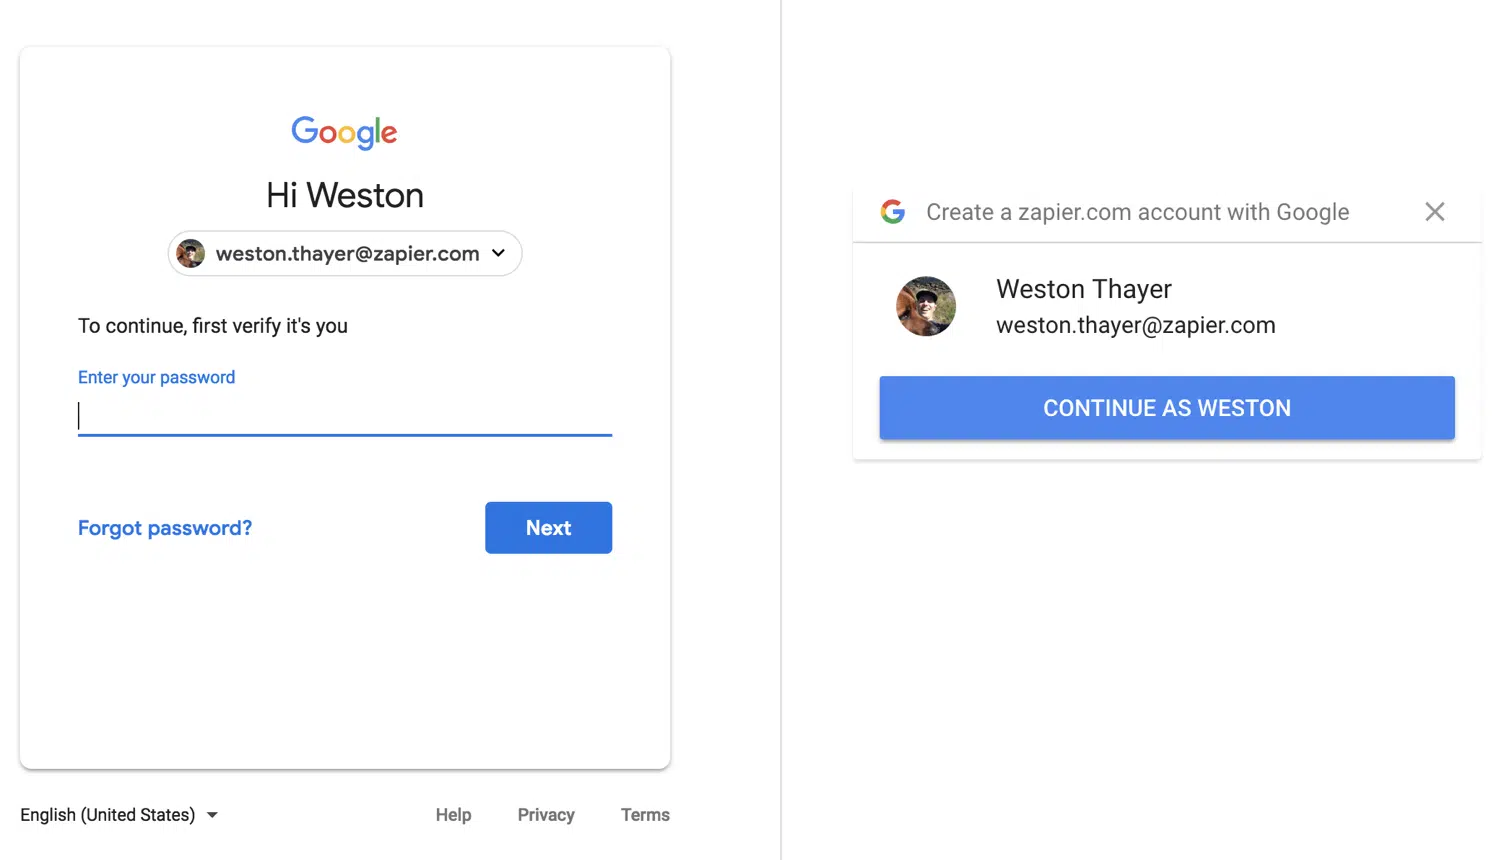 Google
Hi Weston
weston.thayer@zapier.com
To continue, first verify it's you
Enter your password
Forgot password?
Next
English (United States)
Help
Privacy
Terms
Create a zapier.com account with Google
Weston Thayer
weston.thayer@zapier.com
CONTINUE AS WESTON